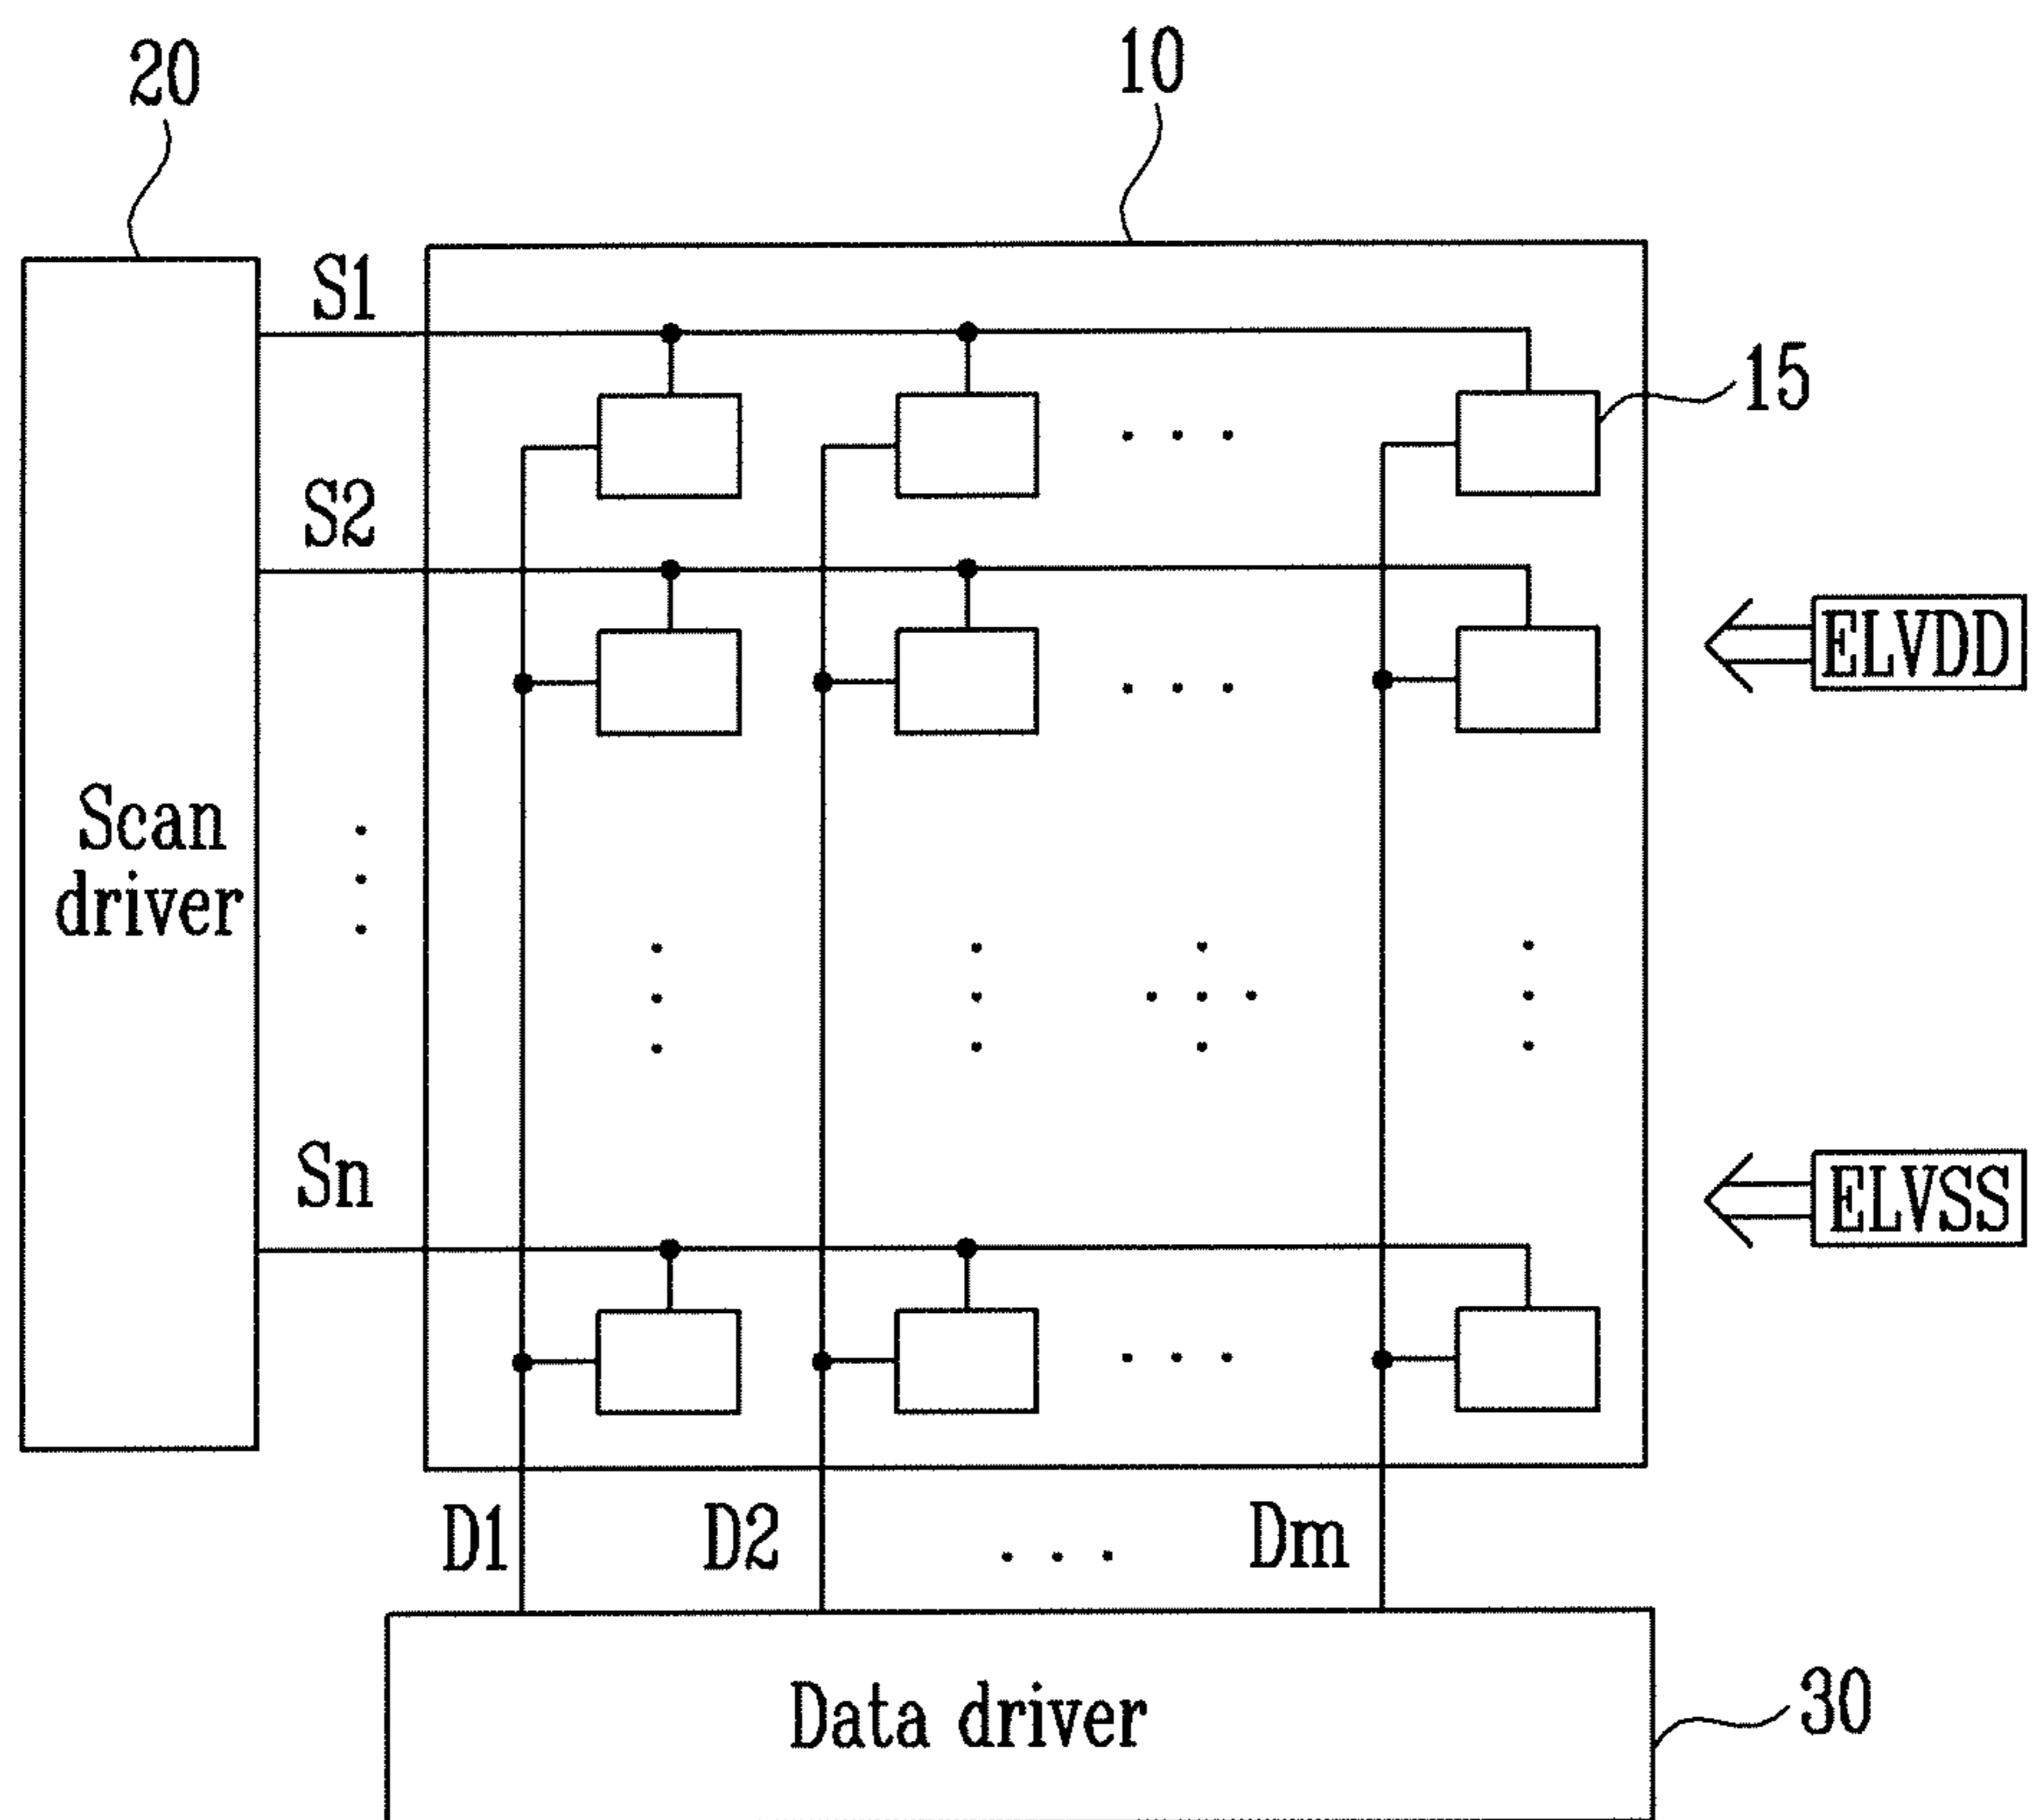 20
10
S1
15
S2
ELVDD
Scan
driver
Sn
ELVSS
D1
D2
Dm
Data driver
30